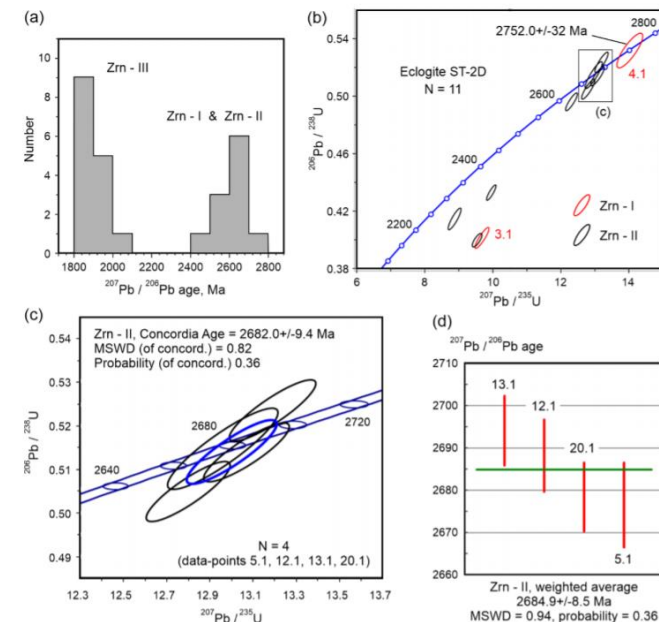 (a)
Zrn - III
Zrn - I & Zrn - II
Number
10
8
6
4
2
0
1800 2000 2200 2400 2600 2800
207Pb / 206Pb age, Ma
(b)
2800
2752.0+/-32 Ma
4.1
Eclogite ST-2D
N = 11
2600
(c)
2400
2200
3.1
Zrn - I
Zrn - II
206Pb / 238U
0.54
0.50
0.46
0.42
0.38
6 8 10 12 14
207Pb / 235U
(c)
Zrn - II, Concordia Age = 2682.0+/-9.4 Ma
MSWD (of concord.) = 0.82
Probability (of concord.) 0.36
2680
2720
2640
N = 4
(data-points 5.1, 12.1, 13.1, 20.1)
206Pb / 238U
0.54
0.53
0.52
0.51
0.50
0.49
12.3 12.5 12.7 12.9 13.1 13.3 13.5 13.7
207Pb / 235U
(d)
207Pb / 206Pb age
2710
2700
2690
2680
2670
2660
13.1
12.1
20.1
5.1
Zrn - II, weighted average
2684.9+/-8.5 Ma
MSWD = 0.94, probability = 0.36